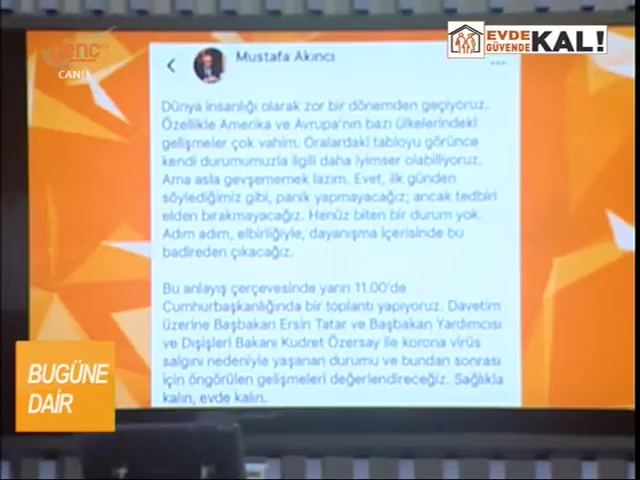 genç TV
CANLI
EVDE
GÜVENDE
KAL!
Mustafa Akıncı
Dünya insanlığı olarak zor bir dönemden geçiyoruz.
Özellikle Amerika ve Avrupa'nın bazı ülkelerindeki
gelişmeler çok vahim. Oralardaki tabloyu görünce
kendi durumumuzla ilgili daha iyimser olabiliyoruz.
Ama asla gevşememek lazım. Evet, ilk günden
söylediğimiz gibi, panik yapmayacağız; ancak tedbiri
elden bırakmayacağız. Henüz biten bir durum yok.
Adım adım, elbirliğiyle, dayanışma içerisinde bu
badireden çıkacağız.
Bu anlayış çerçevesinde yarın 11.00'de
Cumhurbaşkanlığında bir toplantı yapıyoruz. Davetim
üzerine Başbakan Ersin Tatar ve Başbakan Yardımcısı
ve Dışişleri Bakanı Kudret Özersay ile korona virüs
salgını nedeniyle yaşanan durumu ve bundan sonrası
için öngörülen gelişmeleri değerlendireceğiz. Sağlıkla
kalın, evde kalın.
BUGÜNE
DAİR